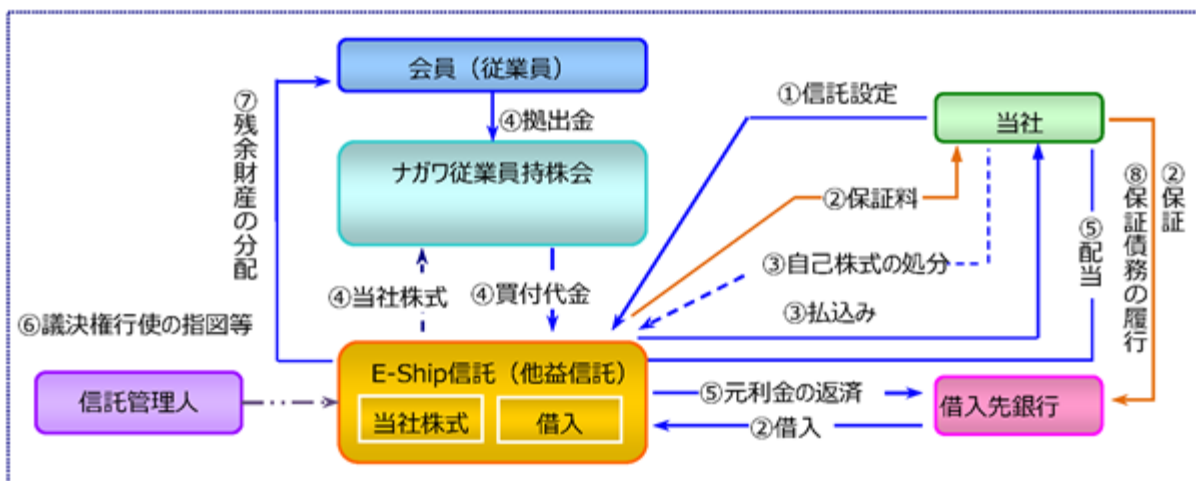 会員（従業員）
①信託設定
④拠出金
当社
⑦残余財産の分配
ナガワ従業員持株会
②保証料
②保証
⑧保証債務の履行
⑤配当
③自己株式の処分
④当社株式
④買付代金
③払込み
⑥議決権行使の指図等
E-Ship信託（他益信託）
信託管理人
⑤元利金の返済
借入先銀行
当社株式
借入
②借入